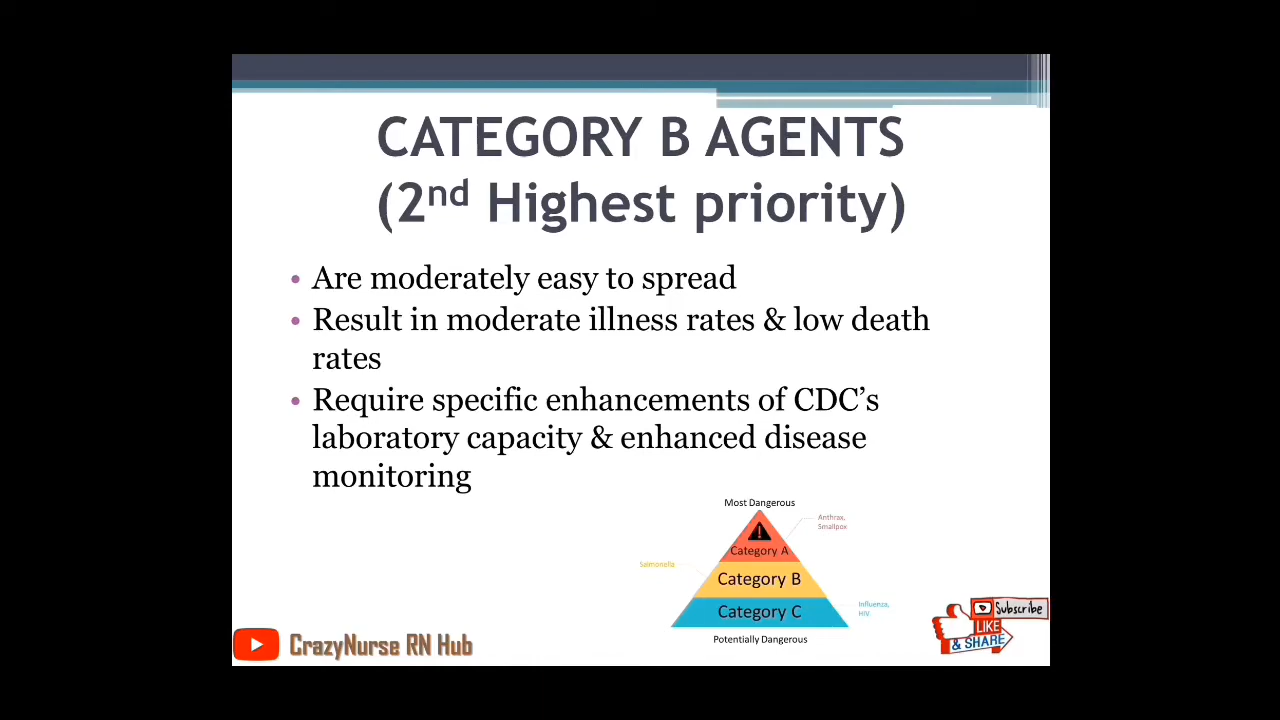 CATEGORY B AGENTS
(2nd Highest priority)
• Are moderately easy to spread
• Result in moderate illness rates & low death
rates
• Require specific enhancements of CDC’s
laboratory capacity & enhanced disease
monitoring
Most Dangerous
Anthrax,
Smallpox
Category A
Salmonella
Category B
Category C
Influenza,
HIV
Potentially Dangerous
CrazyNurse RN Hub
Subscribe
LIKE
& SHARE